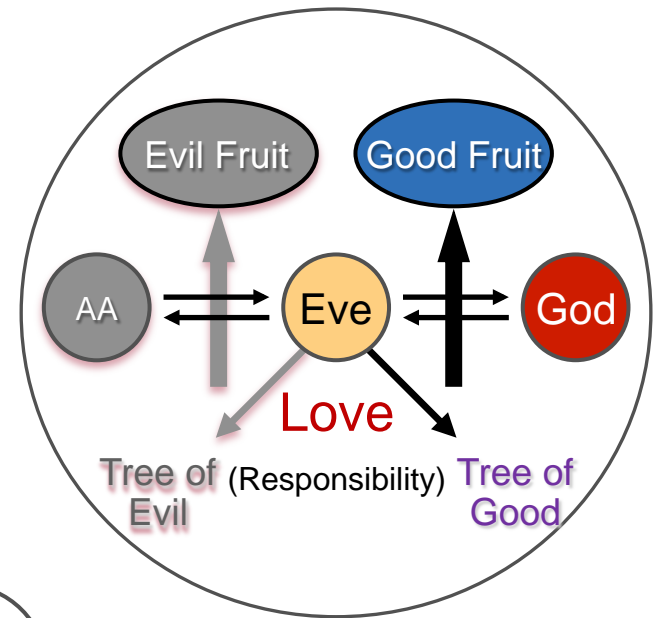 Evil Fruit
Good Fruit
AA
Eve
God
Love
Tree of
Evil
(Responsibility)
Tree of
Good